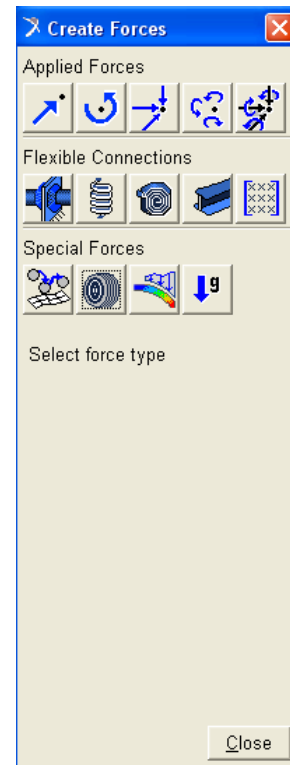 Create Forces
Applied Forces
Flexible Connections
×××
×××
×××
Special Forces
g
Select force type
Close